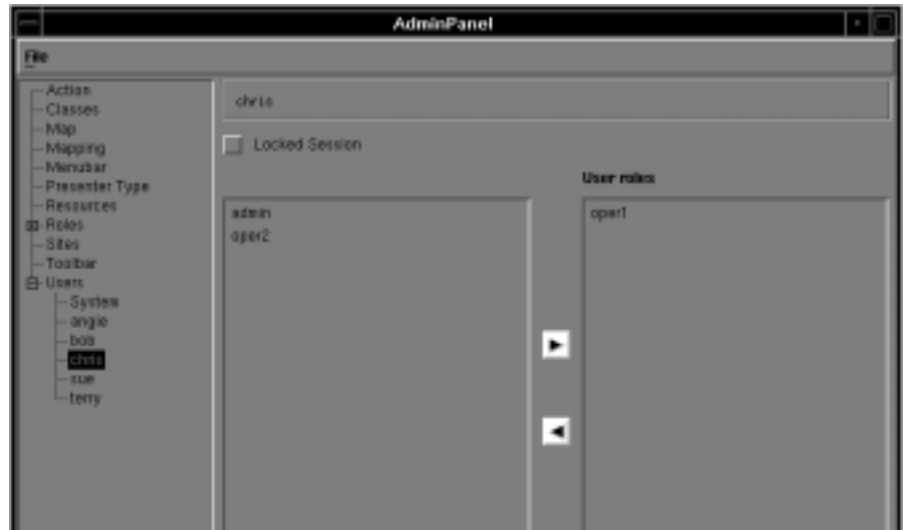 AdminPanel
File
Action
Classes
Map
Mapping
Menubar
Presenter Type
Resources
Roles
Sites
Toolbar
Users
System
angie
bob
chris
sue
terry
chris
Locked Session
User roles
admin
oper2
oper1